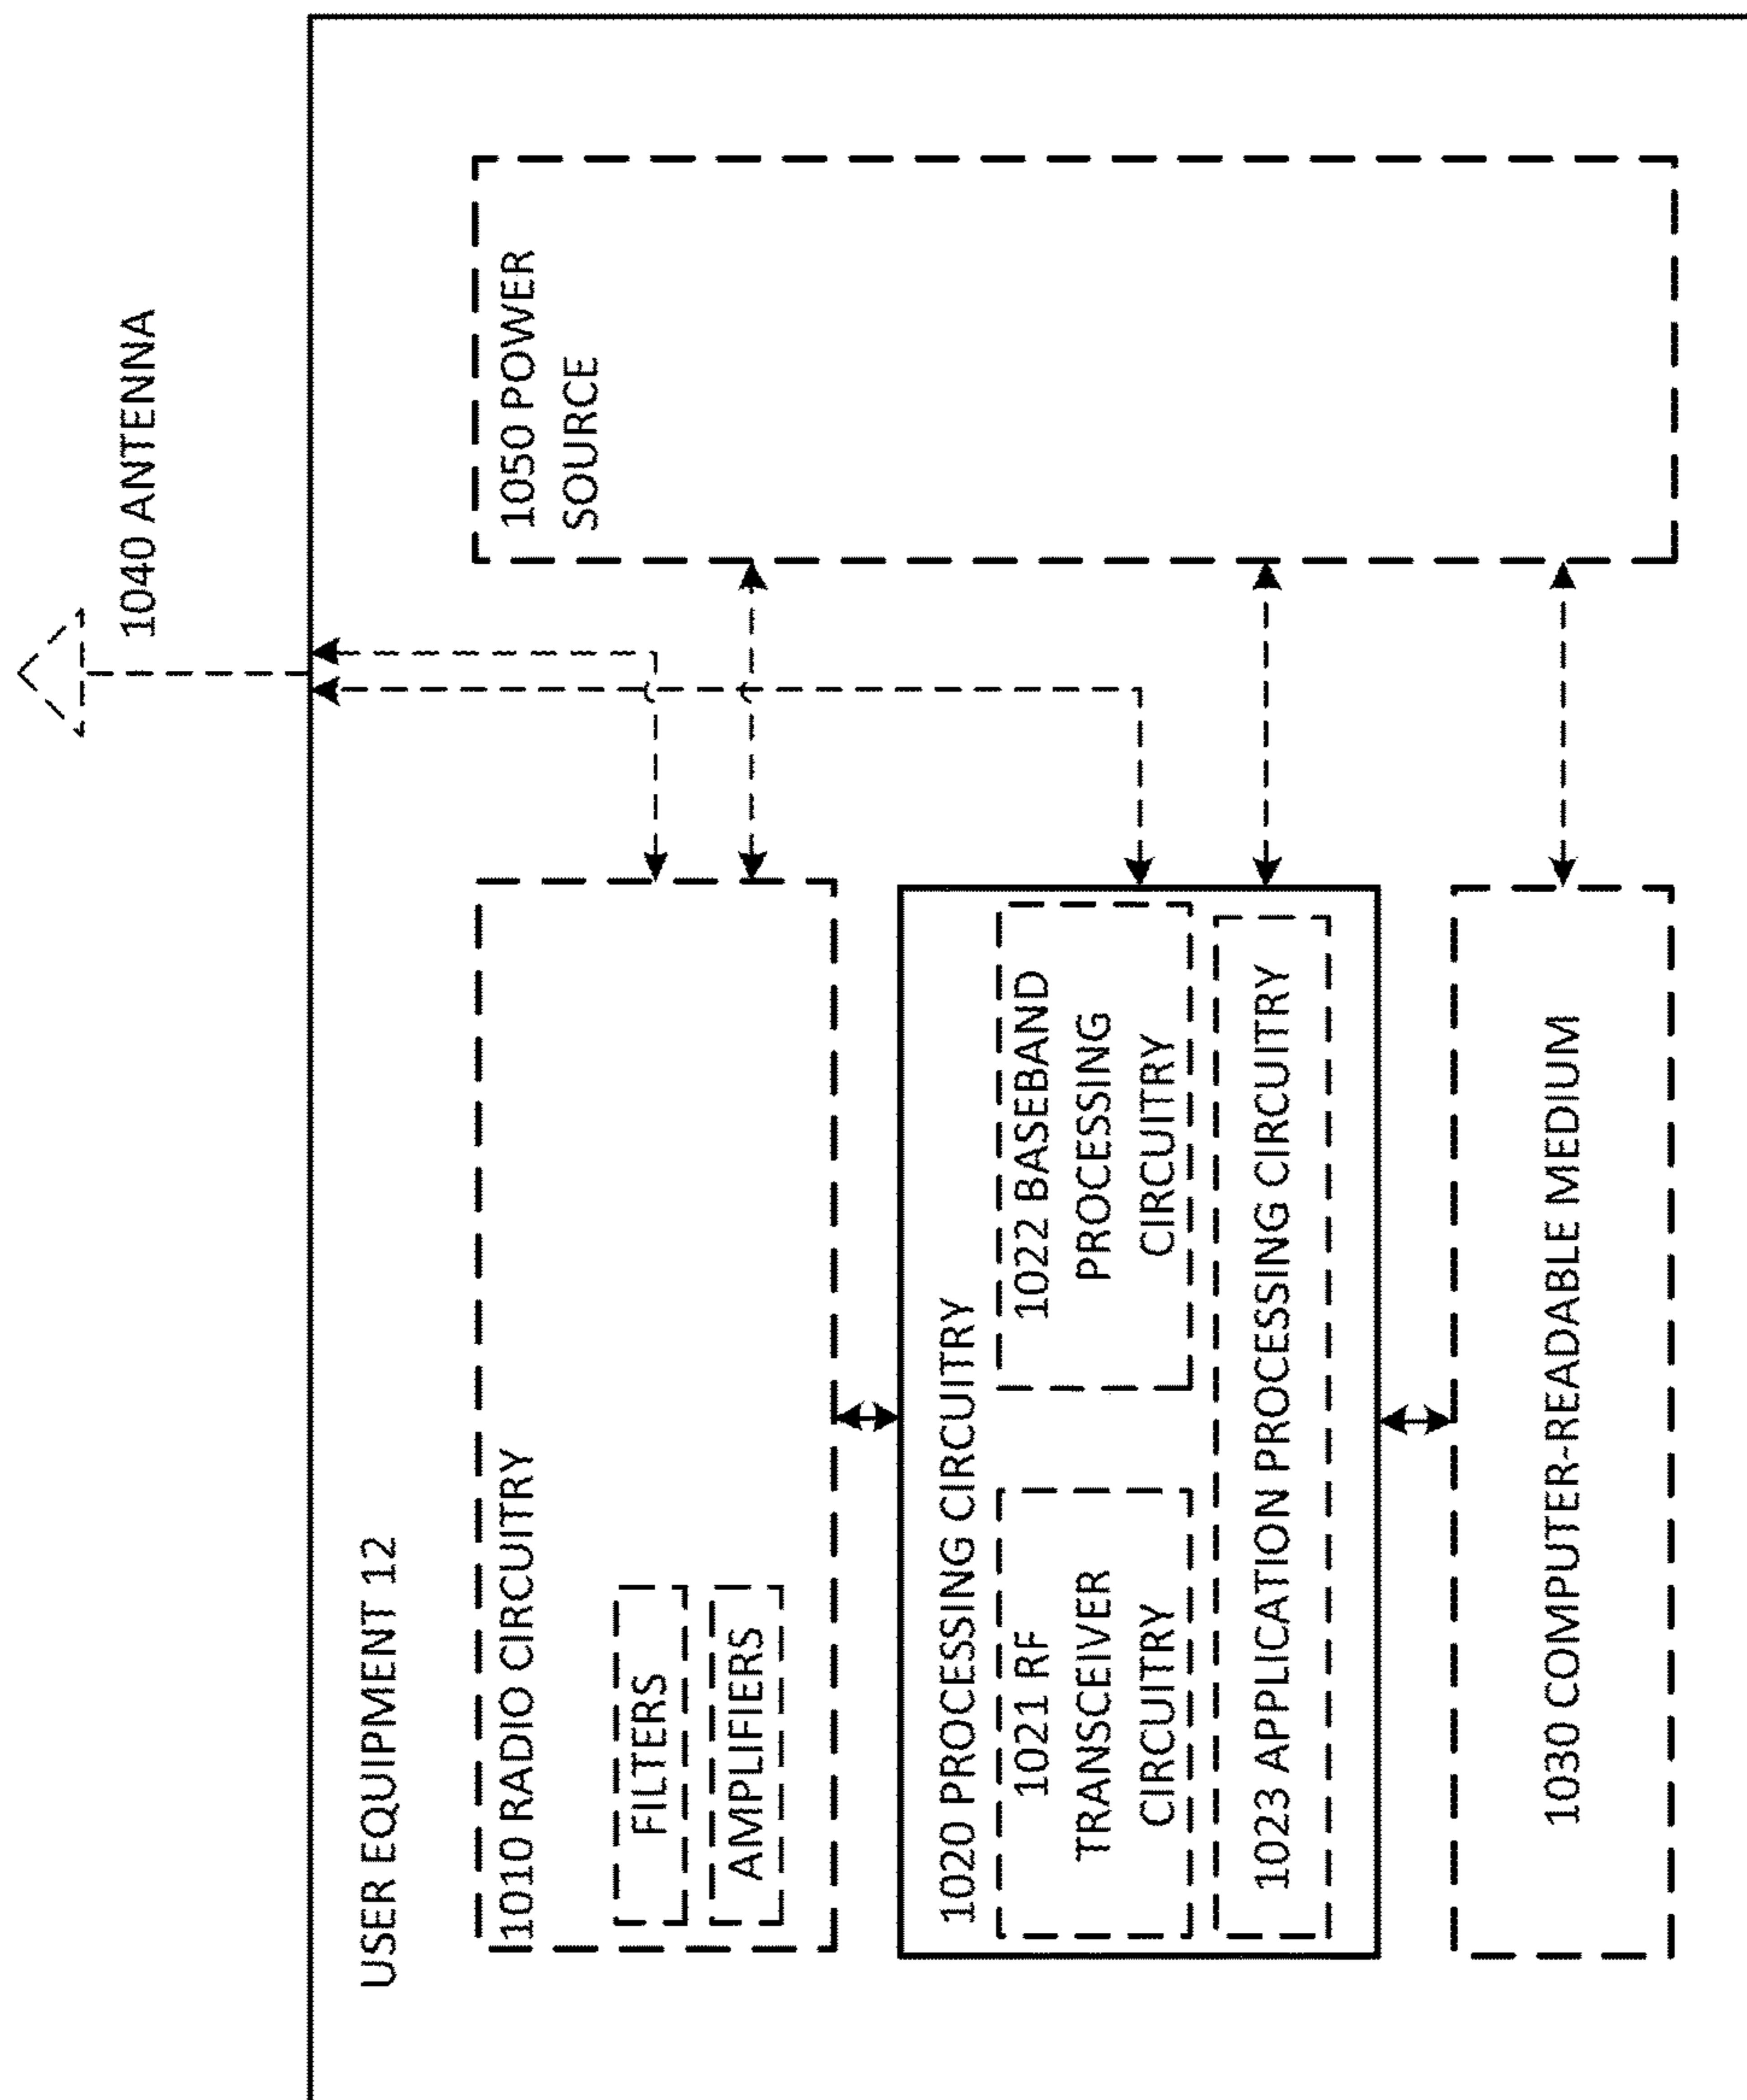 1040 ANTENNA
USER EQUIPMENT 12
1010 RADIO CIRCUITRY
FILTERS
AMPLIFIERS
1050 POWER
SOURCE
1020 PROCESSING CIRCUITRY
1021 RF
TRANSCEIVER
CIRCUITRY
1022 BASEBAND
PROCESSING
CIRCUITRY
1023 APPLICATION PROCESSING CIRCUITRY
1030 COMPUTER-READABLE MEDIUM